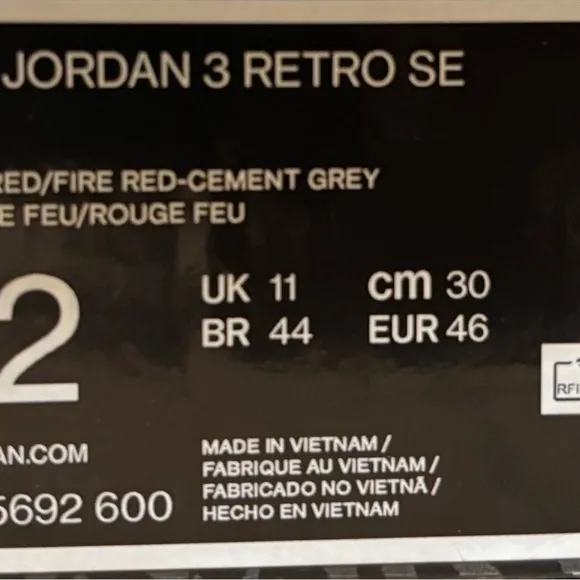 JORDAN 3 RETRO SE
RED/FIRE RED-CEMENT GREY
E FEU/ROUGE FEU
2
UK 11 cm 30
BR 44 EUR 46
AN.COM
5692 600
MADE IN VIETNAM /
FABRIQUE AU VIETNAM /
FABRICADO NO VIETNÃ /
HECHO EN VIETNAM
RFI